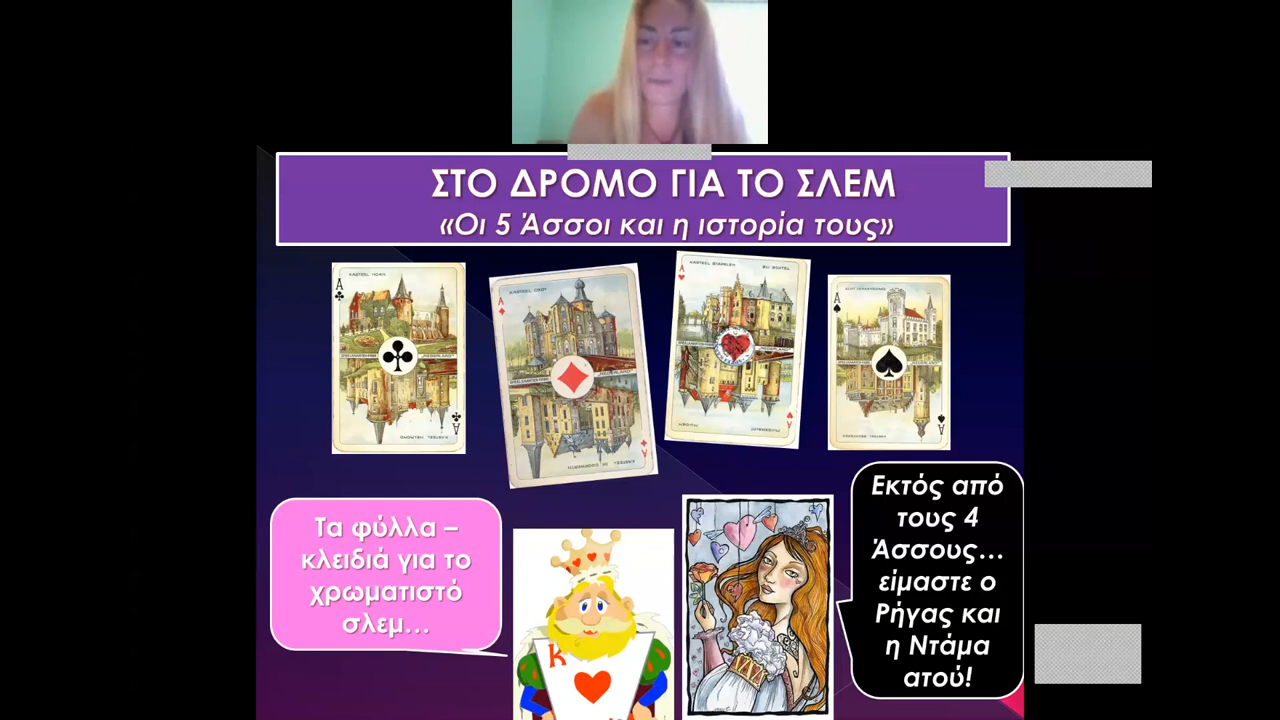 ΣΤΟ ΔΡΟΜΟ ΓΙΑ ΤΟ ΣΛΕΜ
«Οι 5 Άσσοι και η ιστορία τους»
A
A
A
A
A
A
A
A
Τα φύλλα –
κλειδιά για το
χρωματιστό
σλεμ...
K
Εκτός από
τους 4
Άσσους...
είμαστε ο
Ρήγας και
η Ντάμα
ατού!